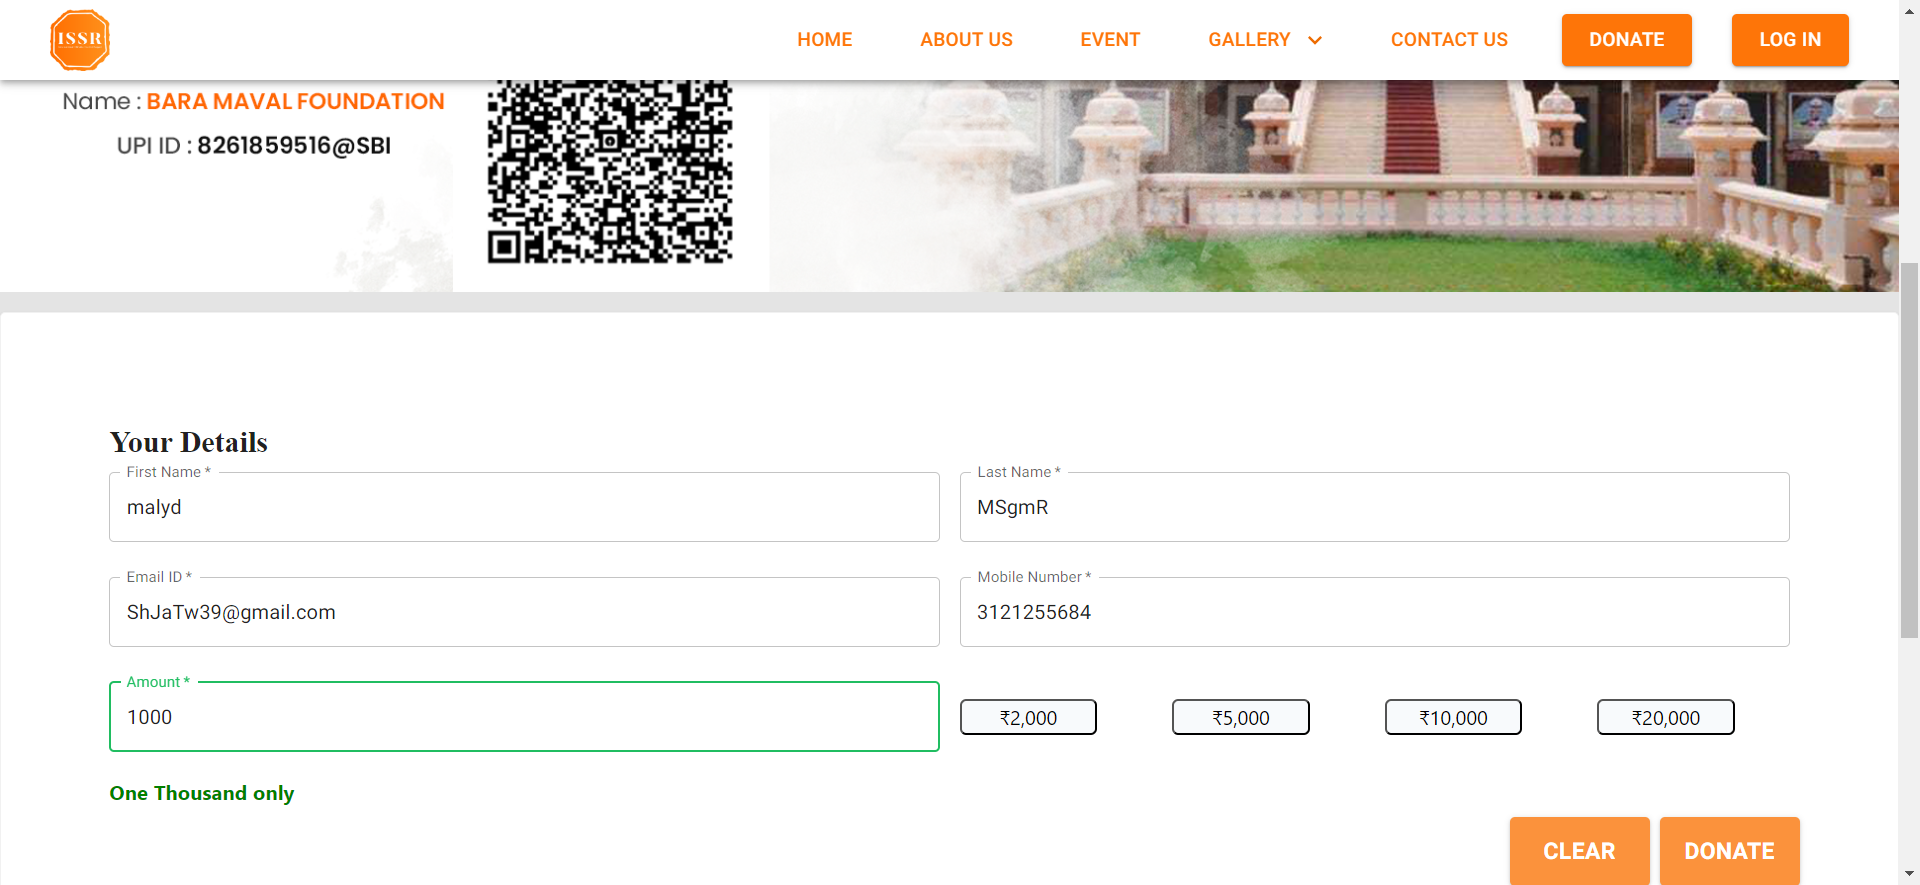 ISSR
HOME
ABOUT US
EVENT
GALLERY
CONTACT US
DONATE
LOG IN
Name : BARA MAVAL FOUNDATION
UPI ID : 8261859516@SBI
Your Details
First Name *
malyd
Last Name *
MSgmR
Email ID *
ShJaTw39@gmail.com
Mobile Number *
3121255684
Amount *
1000
₹2,000
₹5,000
₹10,000
₹20,000
One Thousand only
CLEAR
DONATE